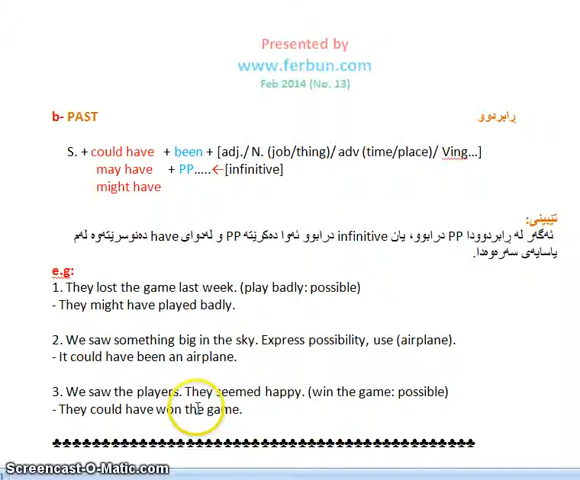 Presented by
www.ferbun.com
Feb 2014 (No. 13)
b- PAST ڕابردوو
S. + could have + been + [adj./ N. (job/thing)/ adv (time/place)/ Ving...]
may have + PP.....←[infinitive]
might have
تێبینی:
ئەگەر لە ڕابردوودا PP درابوو، یان infinitive درابوو ئەوا دەکرێتە PP و لەدوای have دەنوسرێتەوە لەم
یاسایەی سەرەوەدا.
e.g:
1. They lost the game last week. (play badly: possible)
- They might have played badly.
2. We saw something big in the sky. Express possibility, use (airplane).
- It could have been an airplane.
3. We saw the players. They seemed happy. (win the game: possible)
- They could have won the game.
Screencast-O-Matic.com